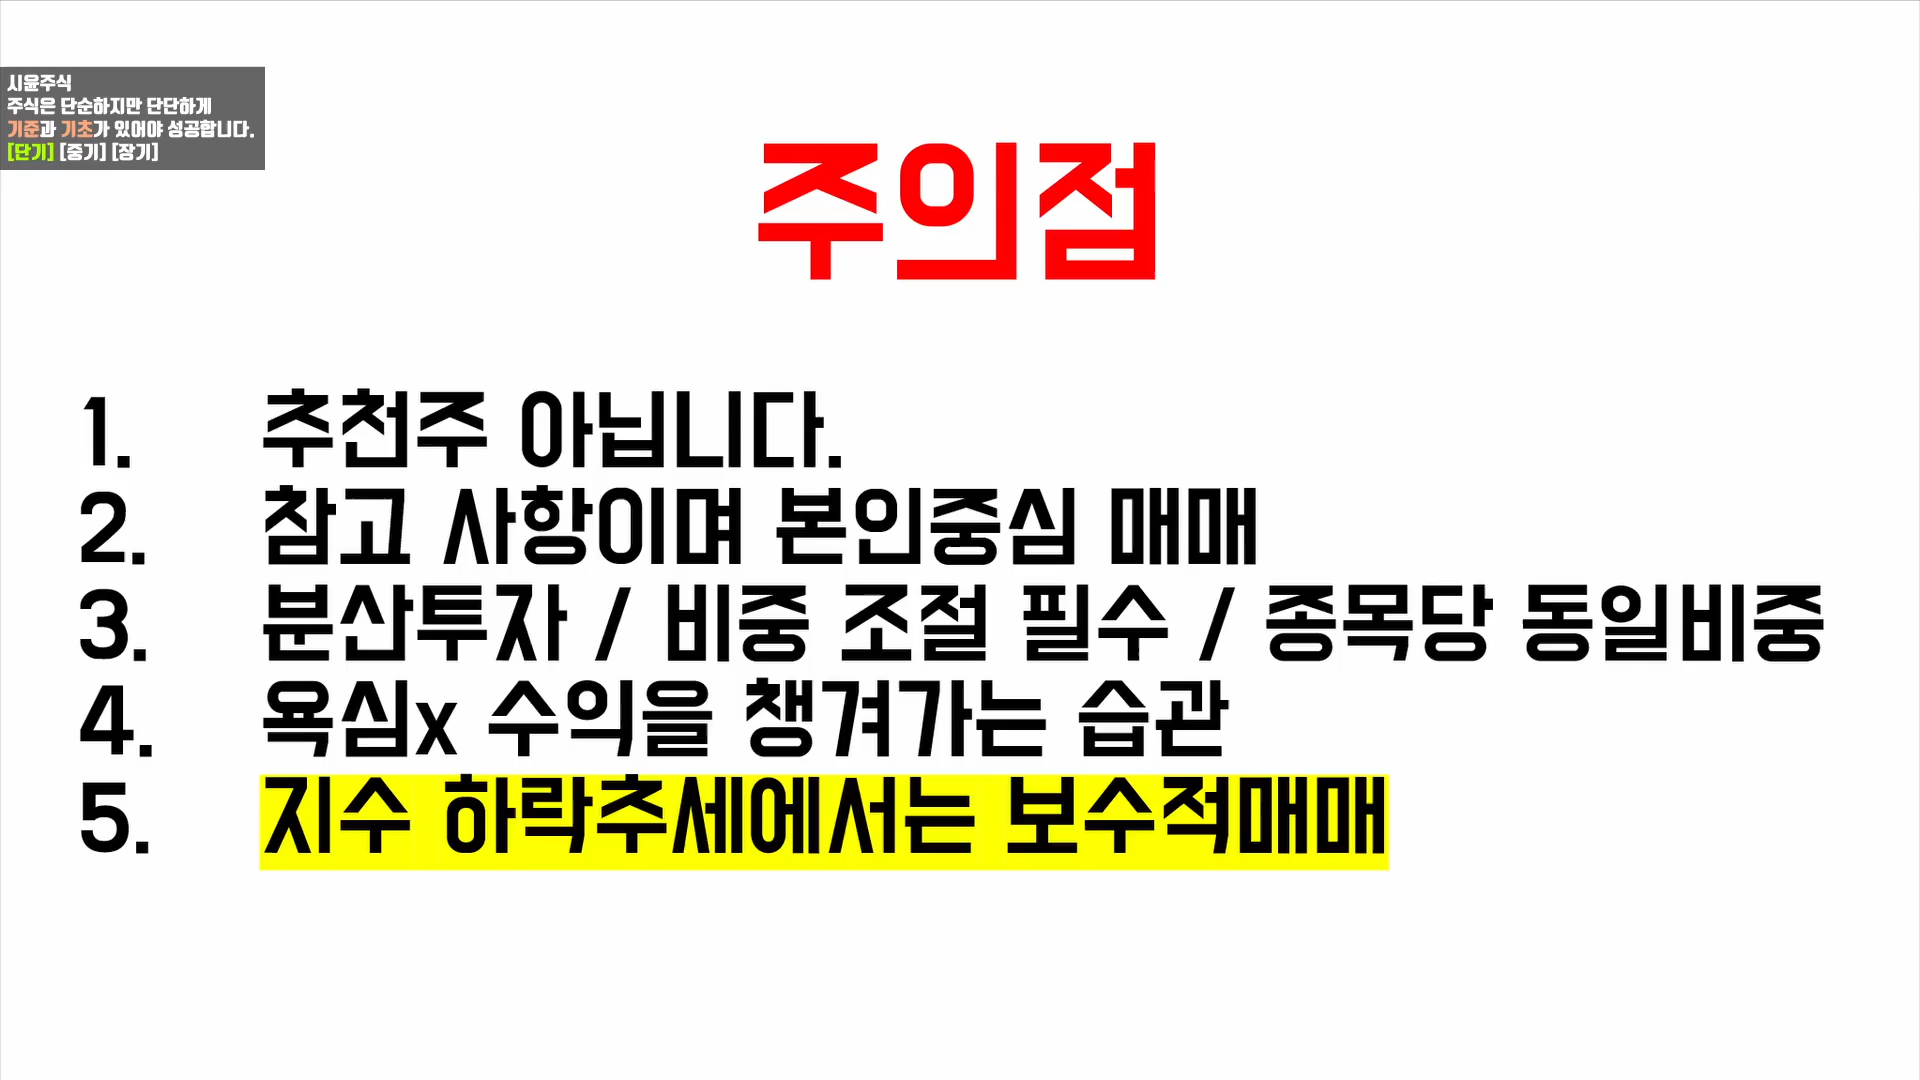 시윤주식
주식은 단순하지만 단단하게
기준과 기초가 있어야 성공합니다.
[단기] [중기] [장기]
주의점
1. 추천주 아닙니다.
2. 참고 사항이며 본인중심 매매
3. 분산투자 / 비중 조절 필수 / 종목당 동일비중
4. 욕심x 수익을 챙겨가는 습관
5. 지수 하락추세에서는 보수적매매